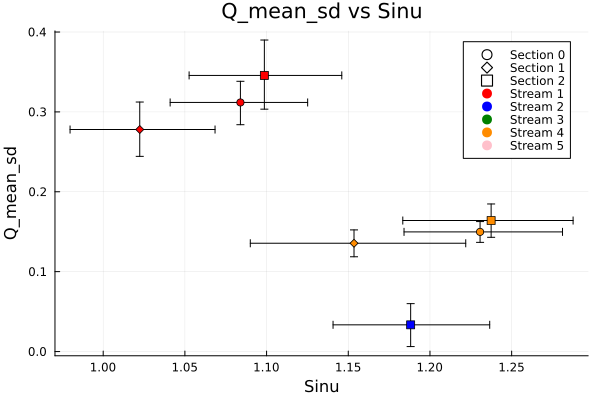 Q_mean_sd vs Sinu
0.4
0.3
0.2
0.1
0.0
Q_mean_sd
Section 0
Section 1
Section 2
Stream 1
Stream 2
Stream 3
Stream 4
Stream 5
1.00 1.05 1.10 1.15 1.20 1.25
Sinu